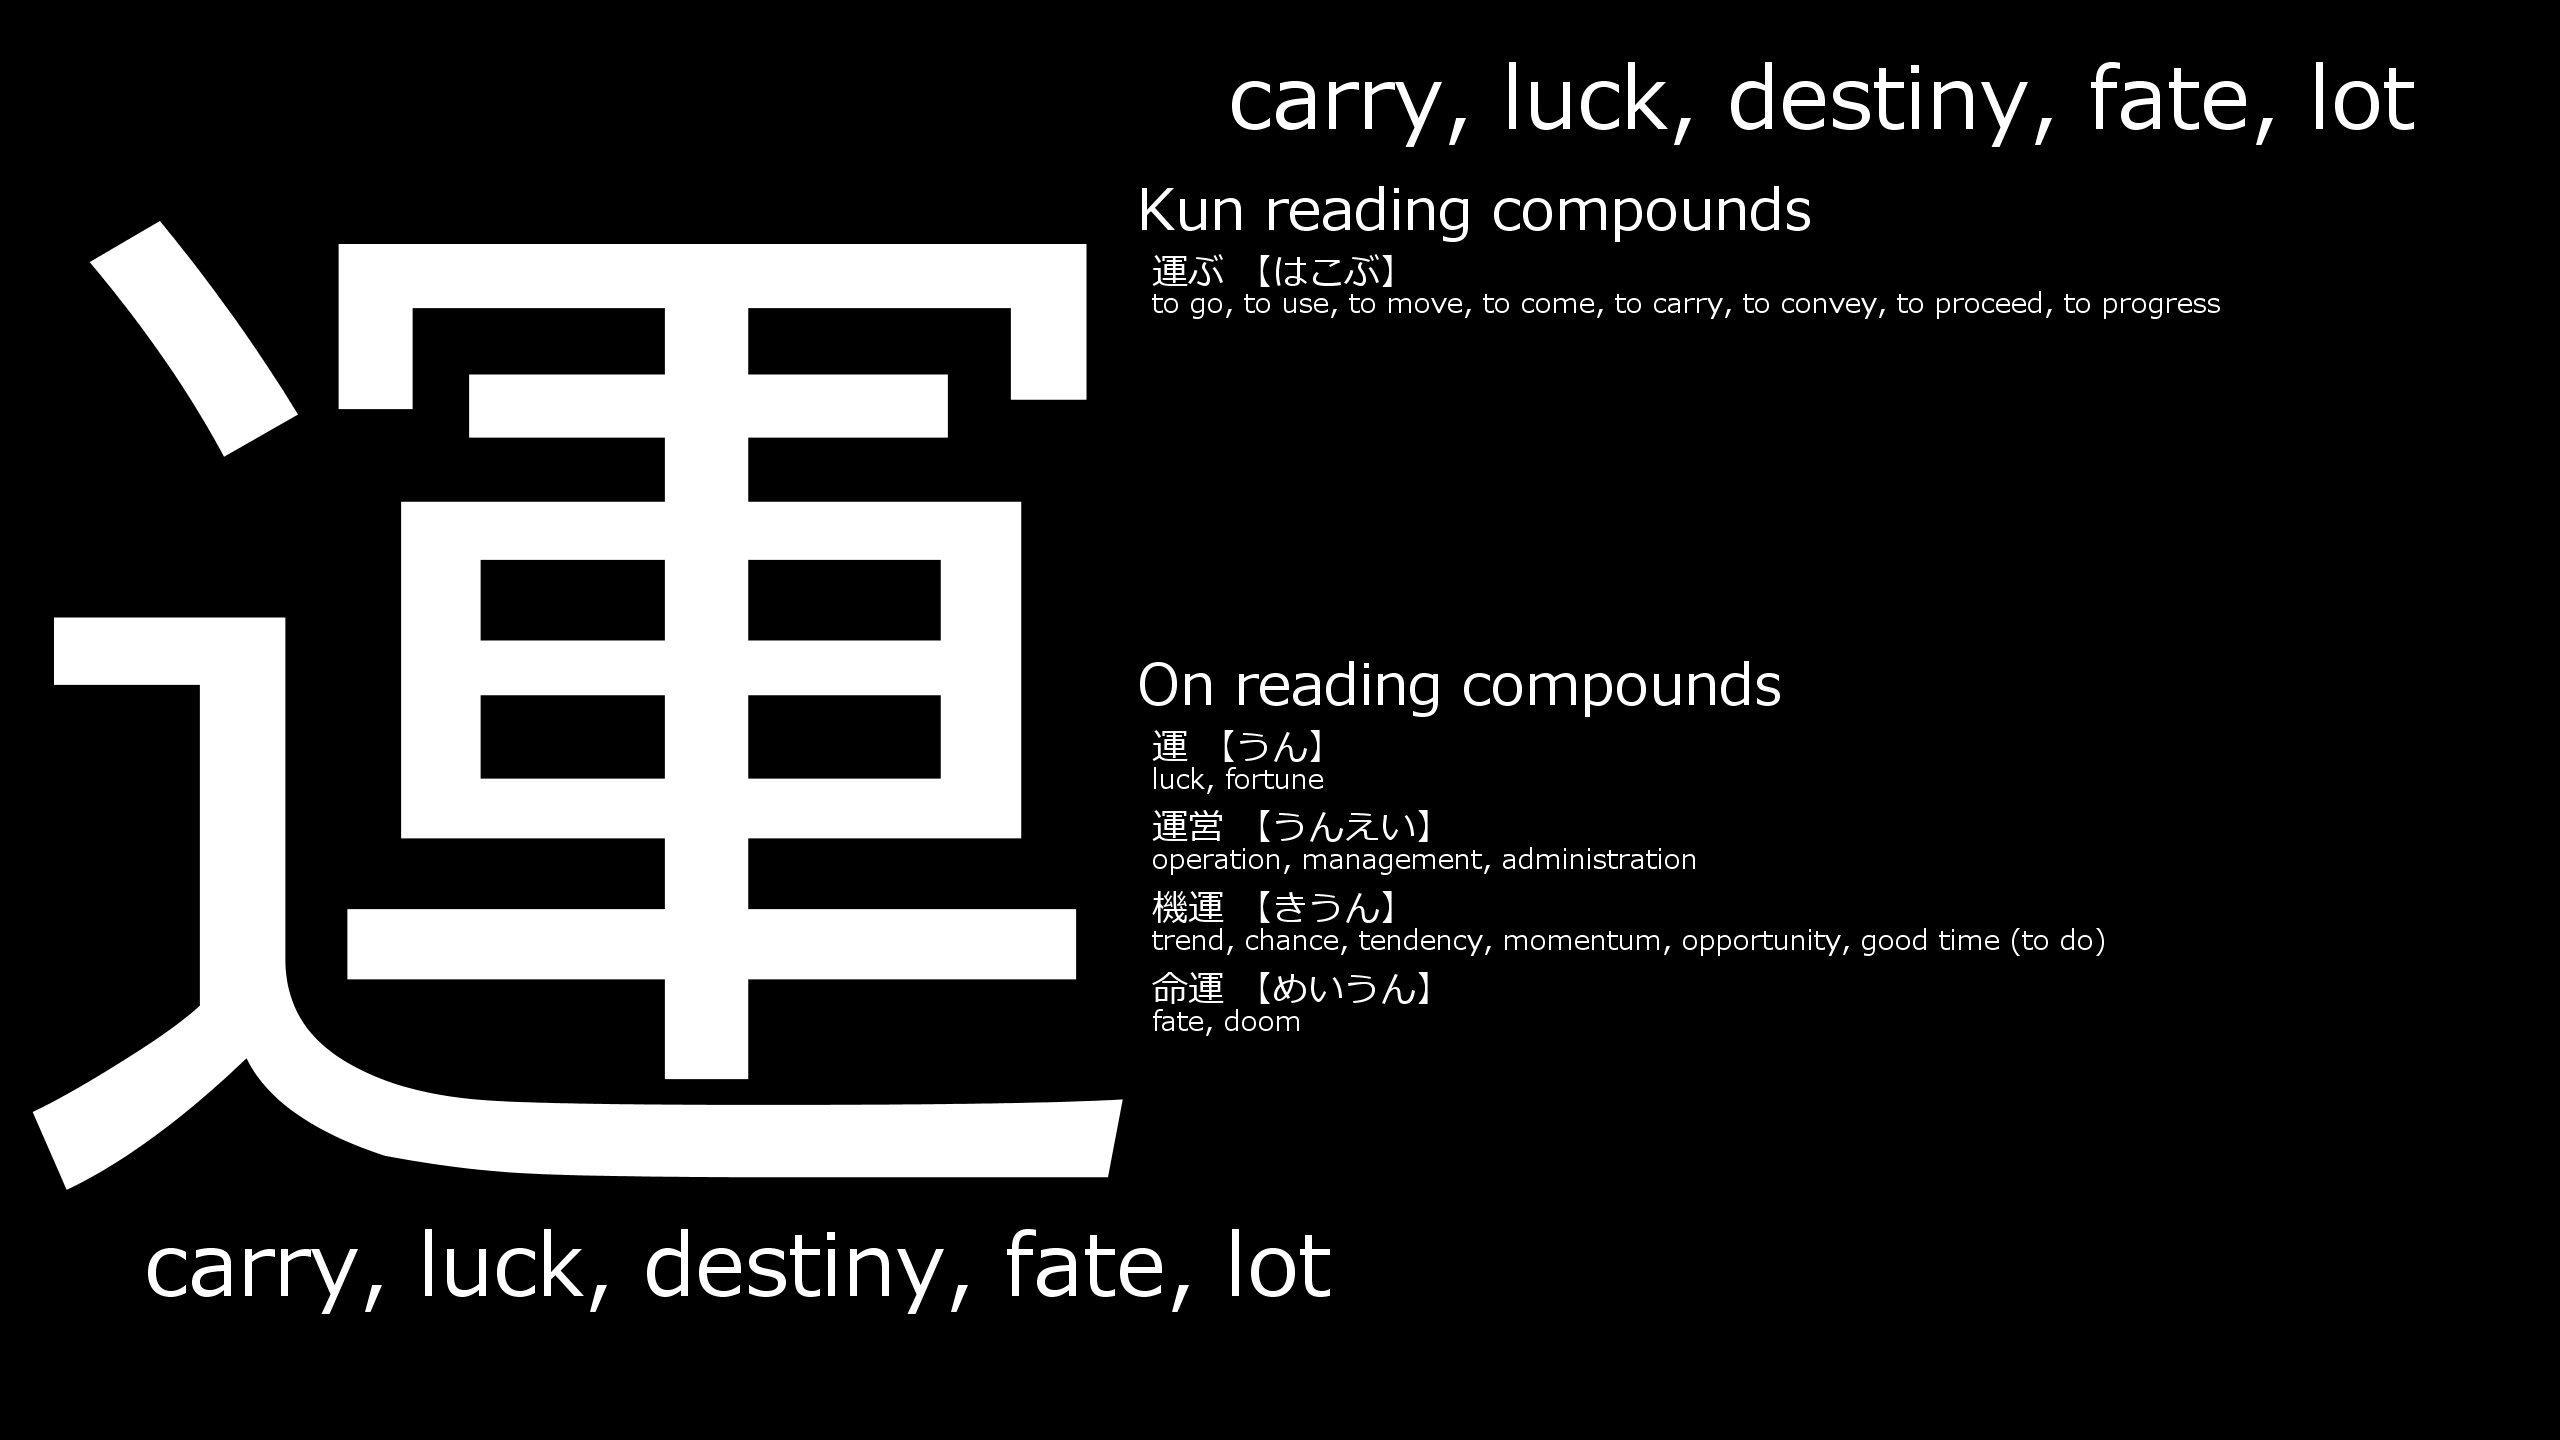 運
carry, luck, destiny, fate, lot
carry, luck, destiny, fate, lot
Kun reading compounds
運ぶ 【はこぶ】
to go, to use, to move, to come, to carry, to convey, to proceed, to progress
On reading compounds
運 【うん】
luck, fortune
運営 【うんえい】
operation, management, administration
機運 【きうん】
trend, chance, tendency, momentum, opportunity, good time (to do)
命運 【めいうん】
fate, doom